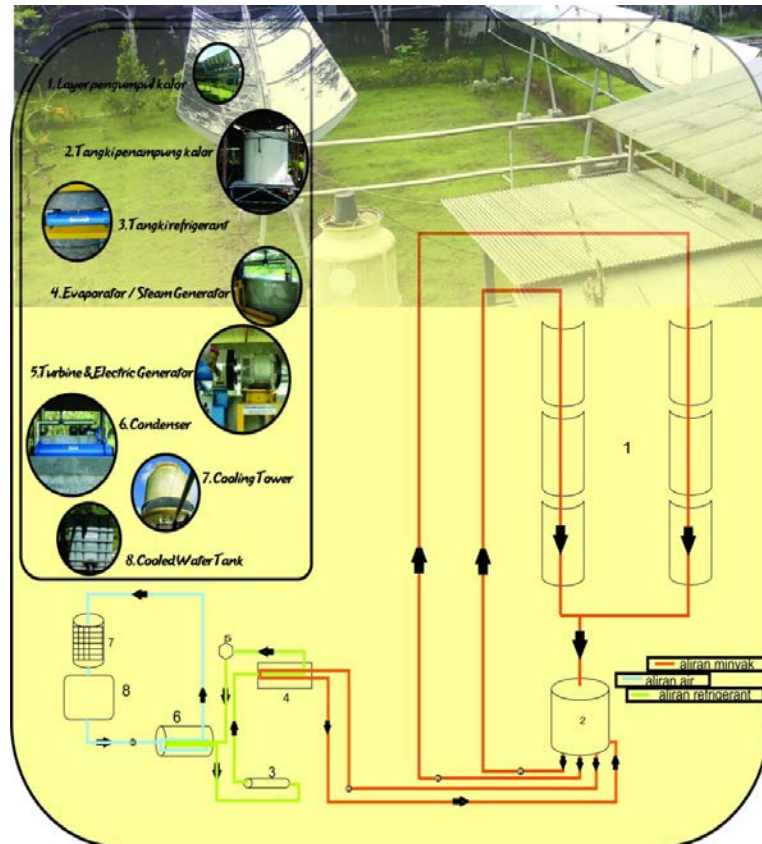 1. Layer pengumpul kalor
2. Tangki penampung kalor
3. Tangki refrigerant
4. Evaporator / Steam Generator
5. Turbine & Electric Generator
6. Condenser
7. Cooling Tower
8. Cooled Water Tank
1
5
7
4
8
6
3
2
aliran minyak
aliran air
aliran refrigerant